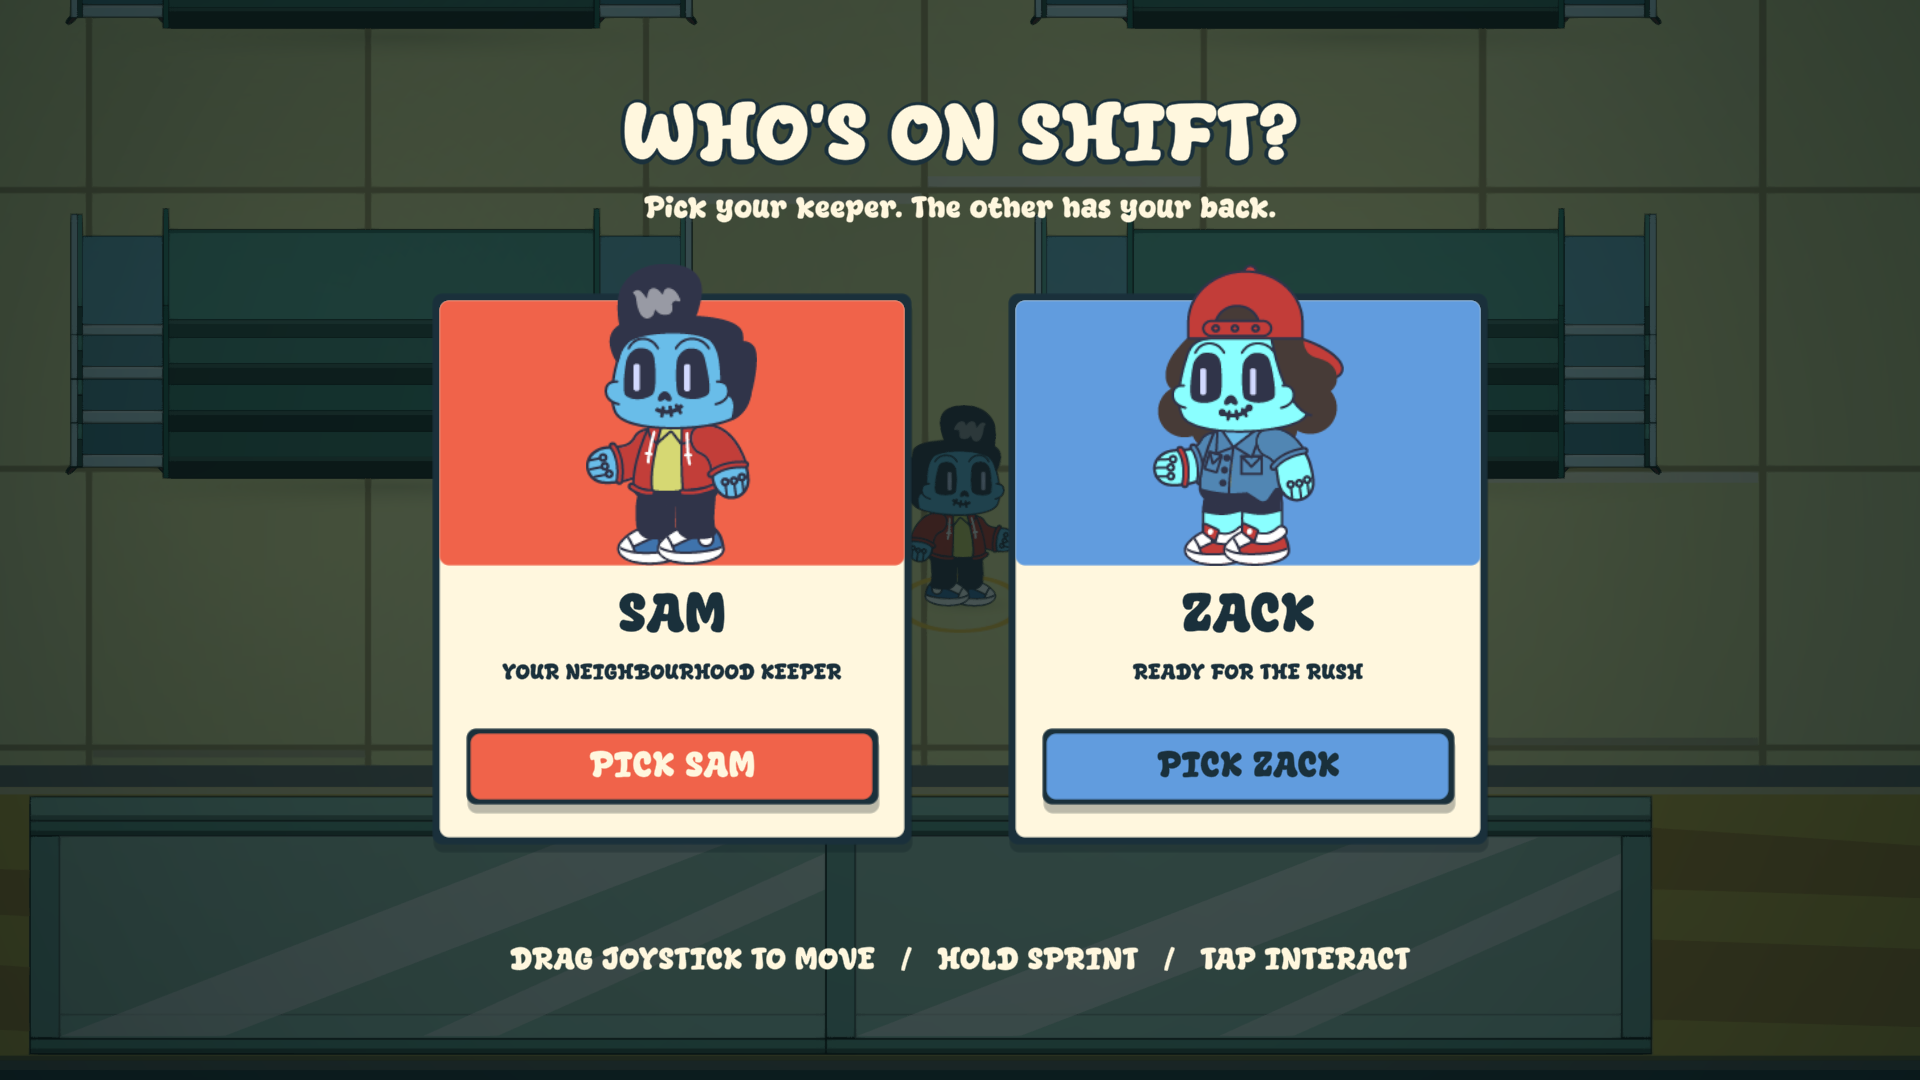 WHO'S ON SHIFT?
Pick your keeper. The other has your back.
W
W
SAM
ZACK
YOUR NEIGHBOURHOOD KEEPER
READY FOR THE RUSH
PICK SAM
PICK ZACK
DRAG JOYSTICK TO MOVE / HOLD SPRINT / TAP INTERACT